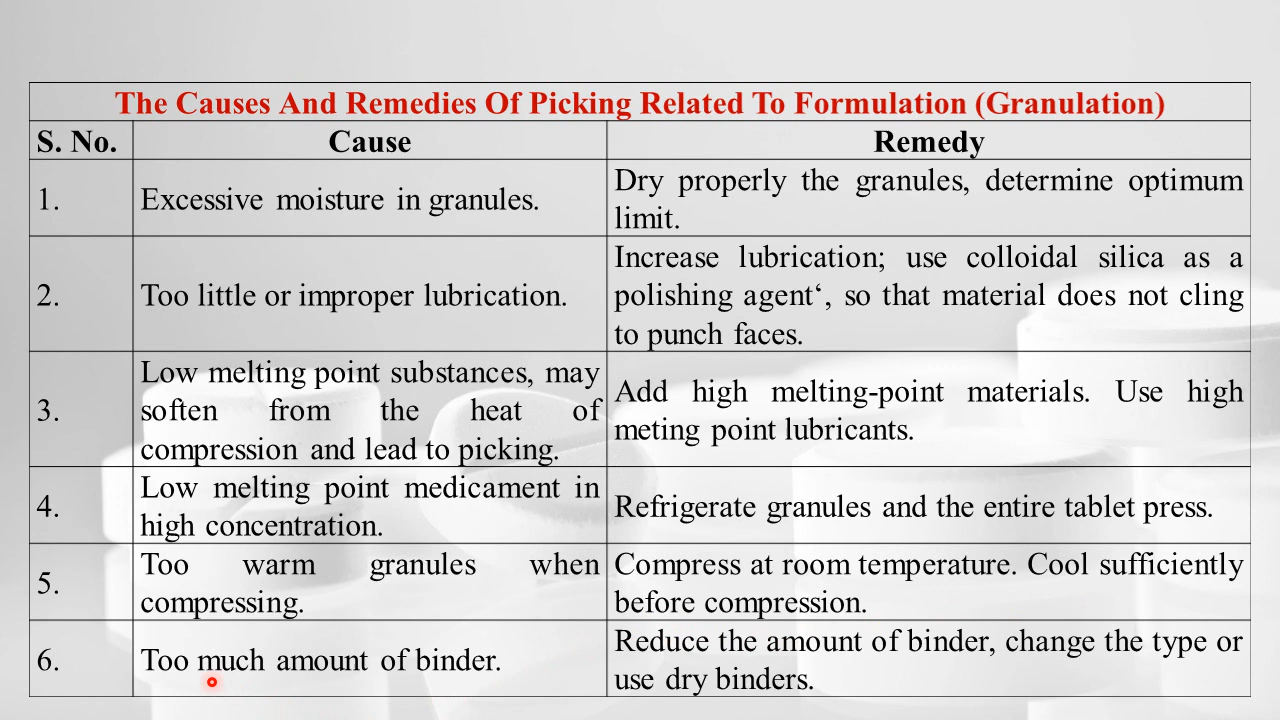 The Causes And Remedies Of Picking Related To Formulation (Granulation)
S. No.
Cause
Remedy
1.
Excessive moisture in granules.
Dry properly the granules, determine optimum
limit.
2.
Too little or improper lubrication.
Increase lubrication; use colloidal silica as a
polishing agent‘, so that material does not cling
to punch faces.
3.
Low melting point substances, may
soften from the heat of
compression and lead to picking.
Add high melting-point materials. Use high
meting point lubricants.
4.
Low melting point medicament in
high concentration.
Refrigerate granules and the entire tablet press.
5.
Too warm granules when
compressing.
Compress at room temperature. Cool sufficiently
before compression.
6.
Too much amount of binder.
Reduce the amount of binder, change the type or
use dry binders.